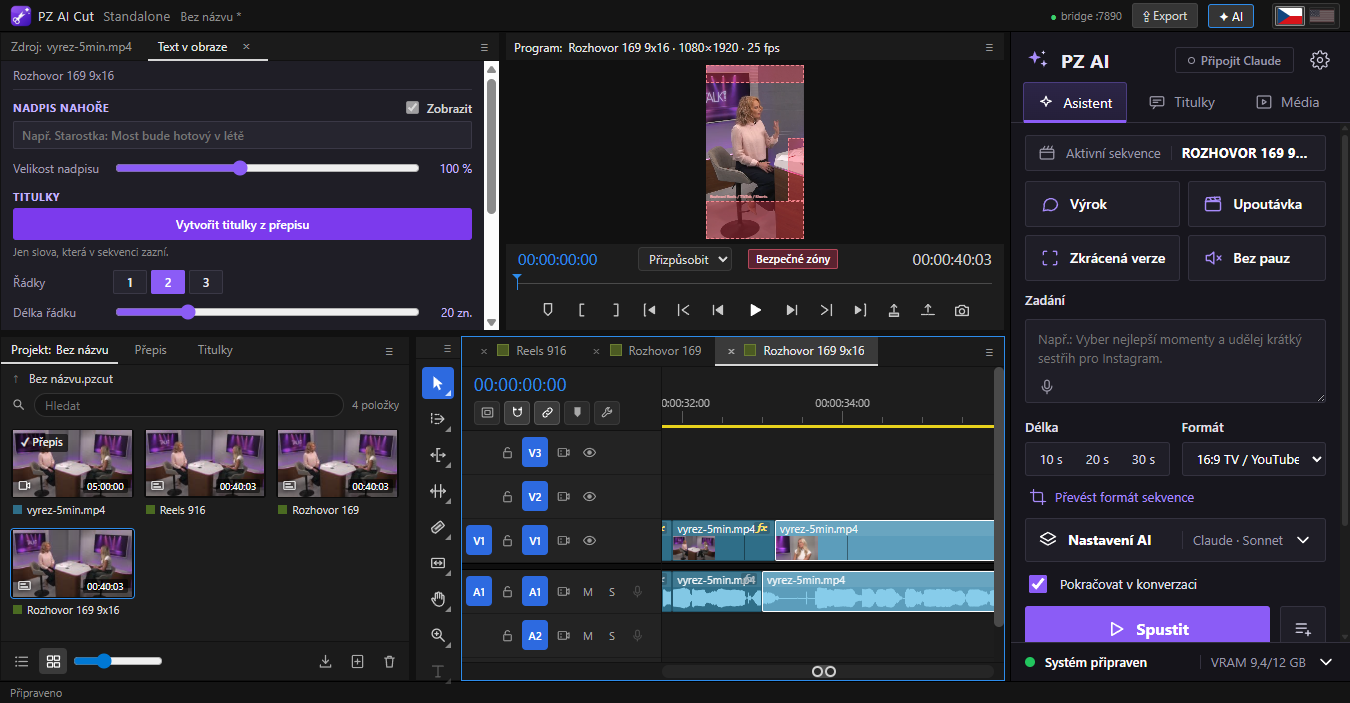 PZ AI Cut Standalone Bez názvu *
bridge :7890
Export
AI
Zdroj: vyrez-5min.mp4
Text v obraze
Rozhovor 169 9x16
NADPIS NAHOŘE
Zobrazit
Např. Starostka: Most bude hotový v létě
Velikost nadpisu
100 %
TITULKY
Vytvořit titulky z přepisu
Jen slova, která v sekvenci zazní.
Řádky
1
2
3
Délka řádku
20 zn.
Program: Rozhovor 169 9x16 · 1080×1920 · 25 fps
00:00:00:00
Přizpůsobit
Bezpečné zóny
00:00:40:03
Projekt: Bez názvu
Přepis
Titulky
Bez názvu.pzcut
Hledat
4 položky
Přepis
05:00:00
vyrez-5min.mp4
00:40:03
Reels 916
00:40:03
Rozhovor 169
00:40:03
Rozhovor 169 9x16
Reels 916
Rozhovor 169
Rozhovor 169 9x16
00:00:00:00
0:00:32:00
00:00:34:00
V3
V2
V1
V1
vyrez-5min.mp4
fx
vyrez-5min.mp4
A1
A1
M
S
vyrez-5min.mp4
vyrez-5min.mp4
A2
M
S
PZ AI
Připojit Claude
Asistent
Titulky
Média
Aktivní sekvence
ROZHOVOR 169 9...
Výrok
Upoutávka
Zkrácená verze
Bez pauz
Zadání
Např.: Vyber nejlepší momenty a udělej krátký
sestřih pro Instagram.
Délka
Formát
10 s
20 s
30 s
16:9 TV / YouTube
Převést formát sekvence
Nastavení AI
Claude · Sonnet
Pokračovat v konverzaci
Spustit
Systém připraven
VRAM 9,4/12 GB
Připraveno